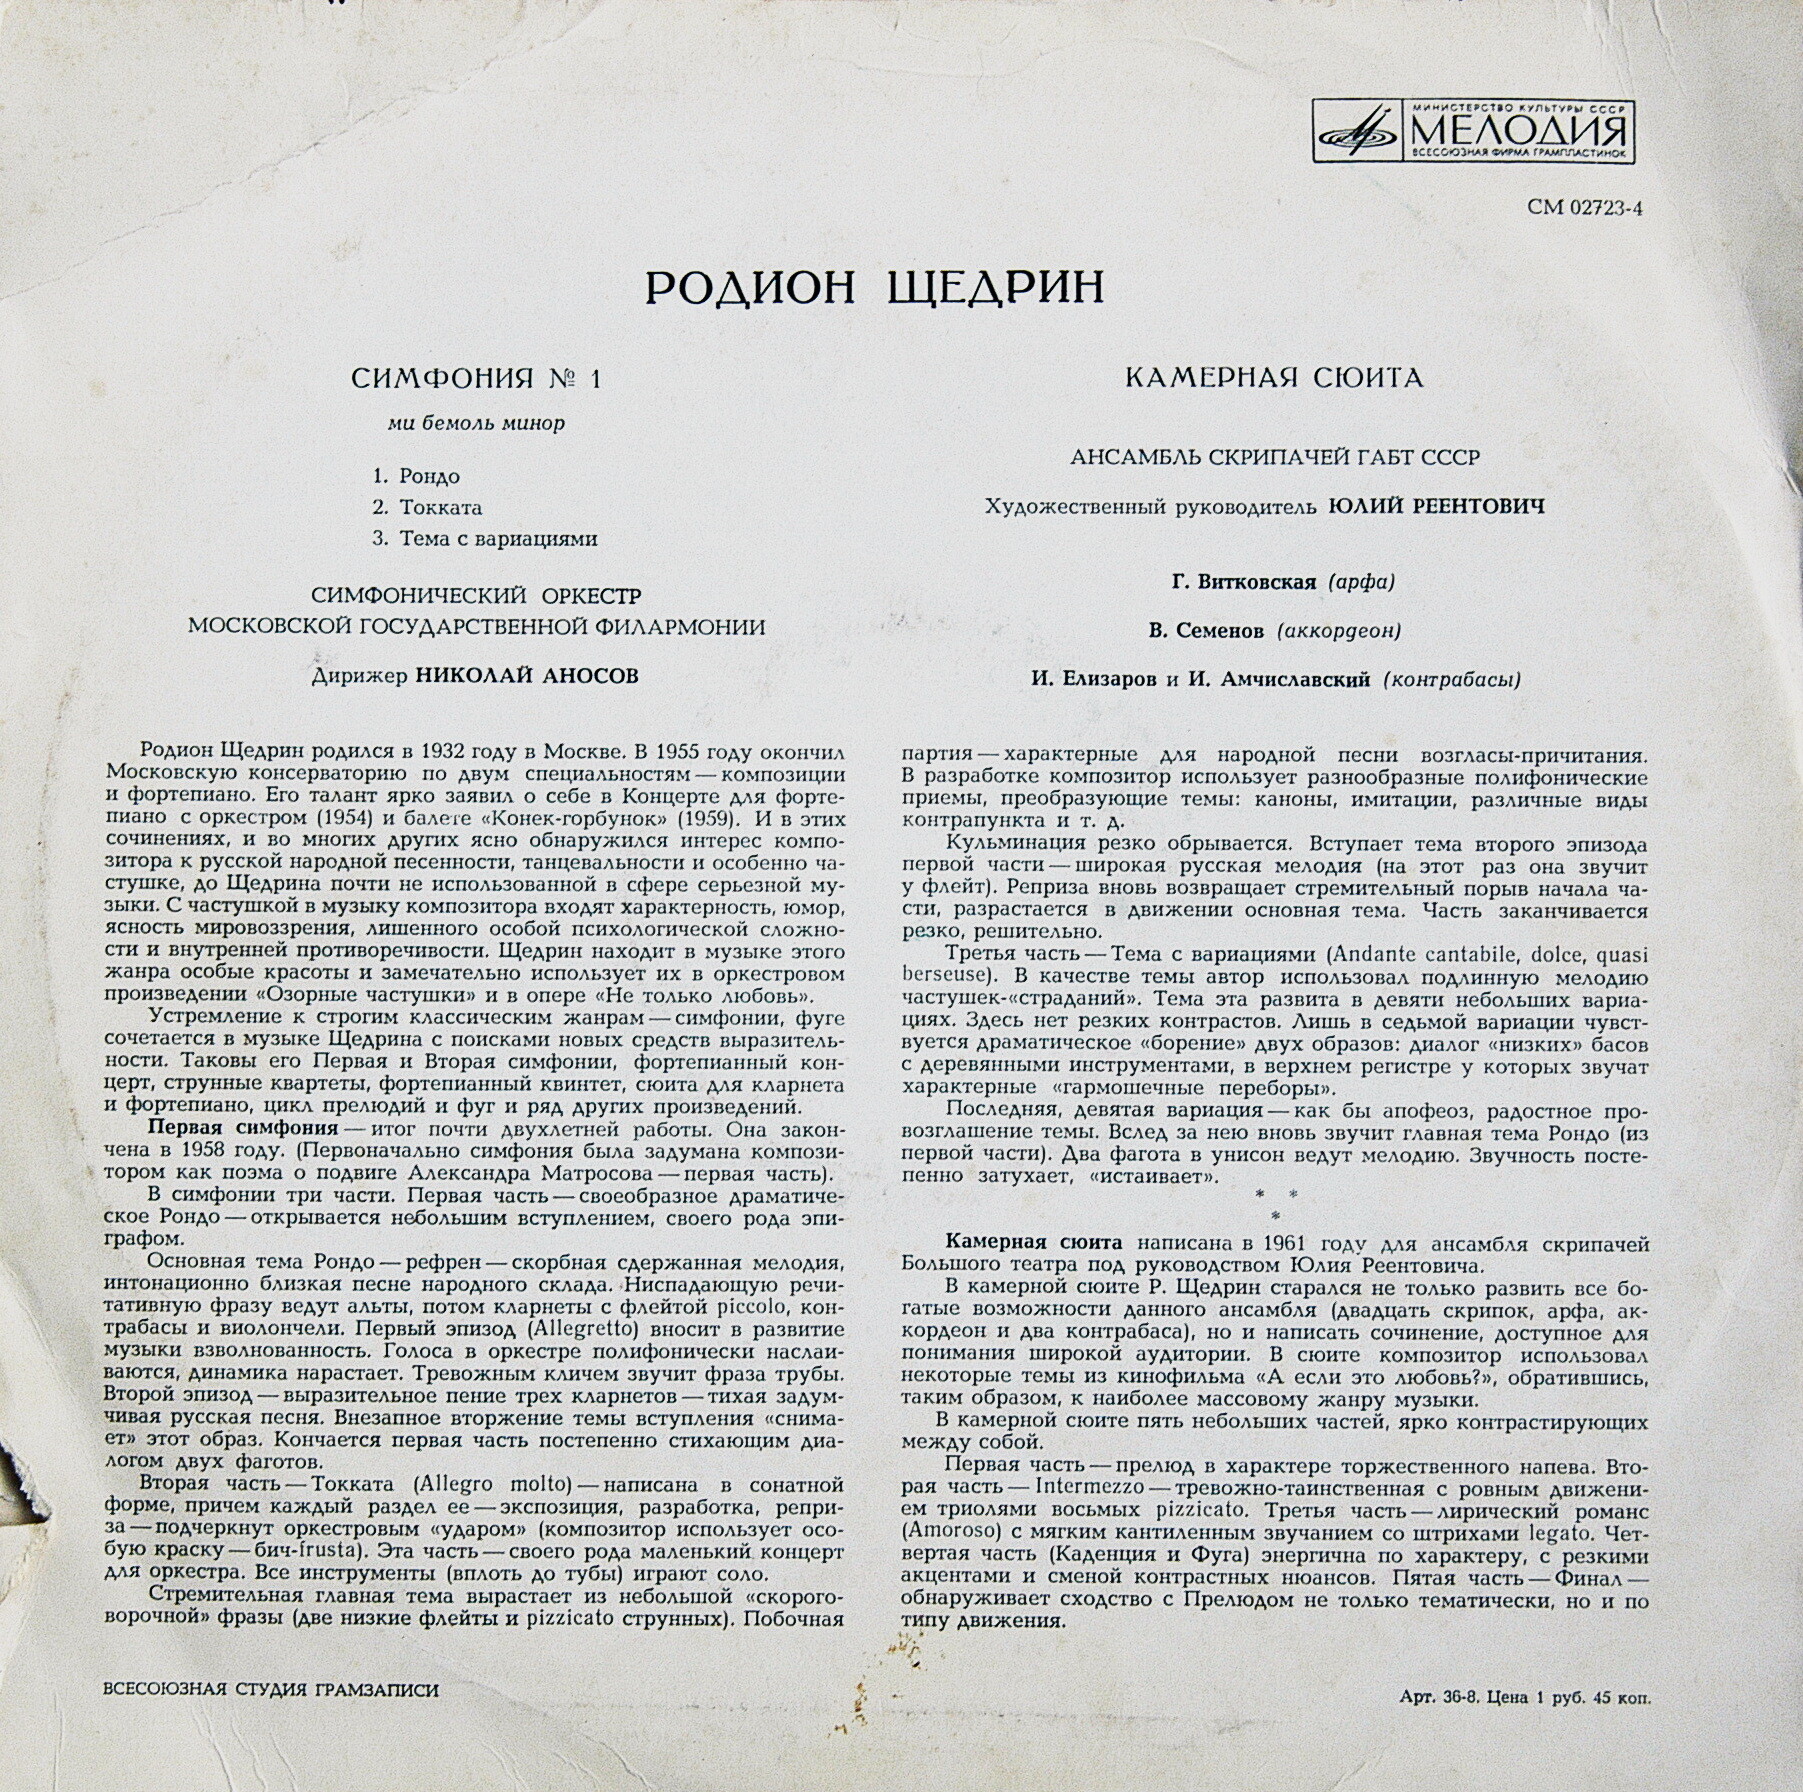 МИНИСТЕРСТВО КУЛЬТУРЫ СССР
МЕЛОДИЯ
ВСЕСОЮЗНАЯ ФИРМА ГРАМПЛАСТИНОК
СМ 02723-4
РОДИОН ЩЕДРИН
СИМФОНИЯ № 1
ми бемоль минор
1. Рондо
2. Токката
3. Тема с вариациями
СИМФОНИЧЕСКИЙ ОРКЕСТР
МОСКОВСКОЙ ГОСУДАРСТВЕННОЙ ФИЛАРМОНИИ
Дирижер НИКОЛАЙ АНОСОВ
КАМЕРНАЯ СЮИТА
АНСАМБЛЬ СКРИПАЧЕЙ ГАБТ СССР
Художественный руководитель ЮЛИЙ РЕЕНТОВИЧ
Г. Витковская (арфа)
В. Семенов (аккордеон)
И. Елизаров и И. Амчиславский (контрабасы)
Родион Щедрин родился в 1932 году в Москве. В 1955 году окончил
Московскую консерваторию по двум специальностям — композиции
и фортепиано. Его талант ярко заявил о себе в Концерте для форте-
пиано с оркестром (1954) и балете «Конек-горбунок» (1959). И в этих
сочинениях, и во многих других ясно обнаружился интерес компо-
зитора к русской народной песенности, танцевальности и особенно ча-
стушке, до Щедрина почти не использованной в сфере серьезной му-
зыки. С частушкой в музыку композитора входят характерность, юмор,
ясность мировоззрения, лишенного особой психологической сложно-
сти и внутренней противоречивости. Щедрин находит в музыке этого
жанра особые красоты и замечательно использует их в оркестровом
произведении «Озорные частушки» и в опере «Не только любовь».
Устремление к строгим классическим жанрам — симфонии, фуге
сочетается в музыке Щедрина с поисками новых средств выразитель-
ности. Таковы его Первая и Вторая симфонии, фортепианный кон-
церт, струнные квартеты, фортепианный квинтет, сюита для кларнета
и фортепиано, цикл прелюдий и фуг и ряд других произведений.
Первая симфония — итог почти двухлетней работы. Она закон-
чена в 1958 году. (Первоначально симфония была задумана компози-
тором как поэма о подвиге Александра Матросова — первая часть).
В симфонии три части. Первая часть — своеобразное драматиче-
ское Рондо — открывается небольшим вступлением, своего рода эпи-
графом.
Основная тема Рондо — рефрен — скорбная сдержанная мелодия,
интонационно близкая песне народного склада. Ниспадающую речи-
тативную фразу ведут альты, потом кларнеты с флейтой piccolo, кон-
трабасы и виолончели. Первый эпизод (Allegretto) вносит в развитие
музыки взволнованность. Голоса в оркестре полифонически наслаи-
ваются, динамика нарастает. Тревожным кличем звучит фраза трубы.
Второй эпизод — выразительное пение трех кларнетов — тихая задум-
чивая русская песня. Внезапное вторжение темы вступления «снима-
ет» этот образ. Кончается первая часть постепенно стихающим диа-
логом двух фаготов.
Вторая часть — Токката (Allegro molto) — написана в сонатной
форме, причем каждый раздел ее — экспозиция, разработка, репри-
за — подчеркнут оркестровым «ударом» (композитор использует осо-
бую краску — бич-frusta). Эта часть — своего рода маленький концерт
для оркестра. Все инструменты (вплоть до тубы) играют соло.
Стремительная главная тема вырастает из небольшой «скорого-
ворочной» фразы (две низкие флейты и pizzicato струнных). Побочная
партия — характерные для народной песни возгласы-причитания.
В разработке композитор использует разнообразные полифонические
приемы, преобразующие темы: каноны, имитации, различные виды
контрапункта и т. д.
Кульминация резко обрывается. Вступает тема второго эпизода
первой части — широкая русская мелодия (на этот раз она звучит
у флейт). Реприза вновь возвращает стремительный порыв начала ча-
сти, разрастается в движении основная тема. Часть заканчивается
резко, решительно.
Третья часть — Тема с вариациями (Andante cantabile, dolce, quasi
berseuse). В качестве темы автор использовал подлинную мелодию
частушек-«страданий». Тема эта развита в девяти небольших вариа-
циях. Здесь нет резких контрастов. Лишь в седьмой вариации чувст-
вуется драматическое «борение» двух образов: диалог «низких» басов
с деревянными инструментами, в верхнем регистре у которых звучат
характерные «гармошечные переборы».
Последняя, девятая вариация — как бы апофеоз, радостное про-
возглашение темы. Вслед за нею вновь звучит главная тема Рондо (из
первой части). Два фагота в унисон ведут мелодию. Звучность посте-
пенно затухает, «истаивает».
* *
*
Камерная сюита написана в 1961 году для ансамбля скрипачей
Большого театра под руководством Юлия Реентовича.
В камерной сюите Р. Щедрин старался не только развить все бо-
гатые возможности данного ансамбля (двадцать скрипок, арфа, ак-
кордеон и два контрабаса), но и написать сочинение, доступное для
понимания широкой аудитории. В сюите композитор использовал
некоторые темы из кинофильма «А если это любовь?», обратившись,
таким образом, к наиболее массовому жанру музыки.
В камерной сюите пять небольших частей, ярко контрастирующих
между собой.
Первая часть — прелюд в характере торжественного напева. Вто-
рая часть — Intermezzo — тревожно-таинственная с ровным движени-
ем триолями восьмых pizzicato. Третья часть — лирический романс
(Amoroso) с мягким кантиленным звучанием со штрихами legato. Чет-
вертая часть (Каденция и Фуга) энергична по характеру, с резкими
акцентами и сменой контрастных нюансов. Пятая часть — Финал —
обнаруживает сходство с Прелюдом не только тематически, но и по
типу движения.
ВСЕСОЮЗНАЯ СТУДИЯ ГРАМЗАПИСИ
Арт. 36-8. Цена 1 руб. 45 коп.